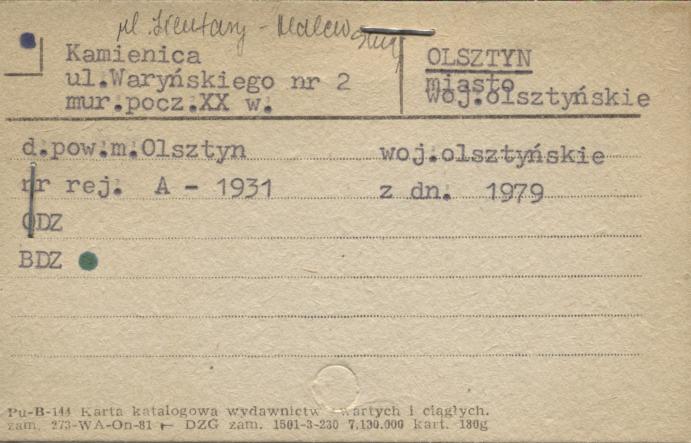 ul.
Kamienica
ul.Waryńskiego nr 2
mur.pocz.XX w.
OLSZTYN
miasto
woj.olsztyńskie
d.pow.m.Olsztyn woj.olsztyńskie
nr rej. A - 1931 z dn. 1979
ODZ
BDZ
Pu-B-144 Karta katalogowa wydawnictw zwartych i ciągłych.
zam. 273-WA-On-81 DZG zam. 1501-3-230 7.130.000 kart. 180g